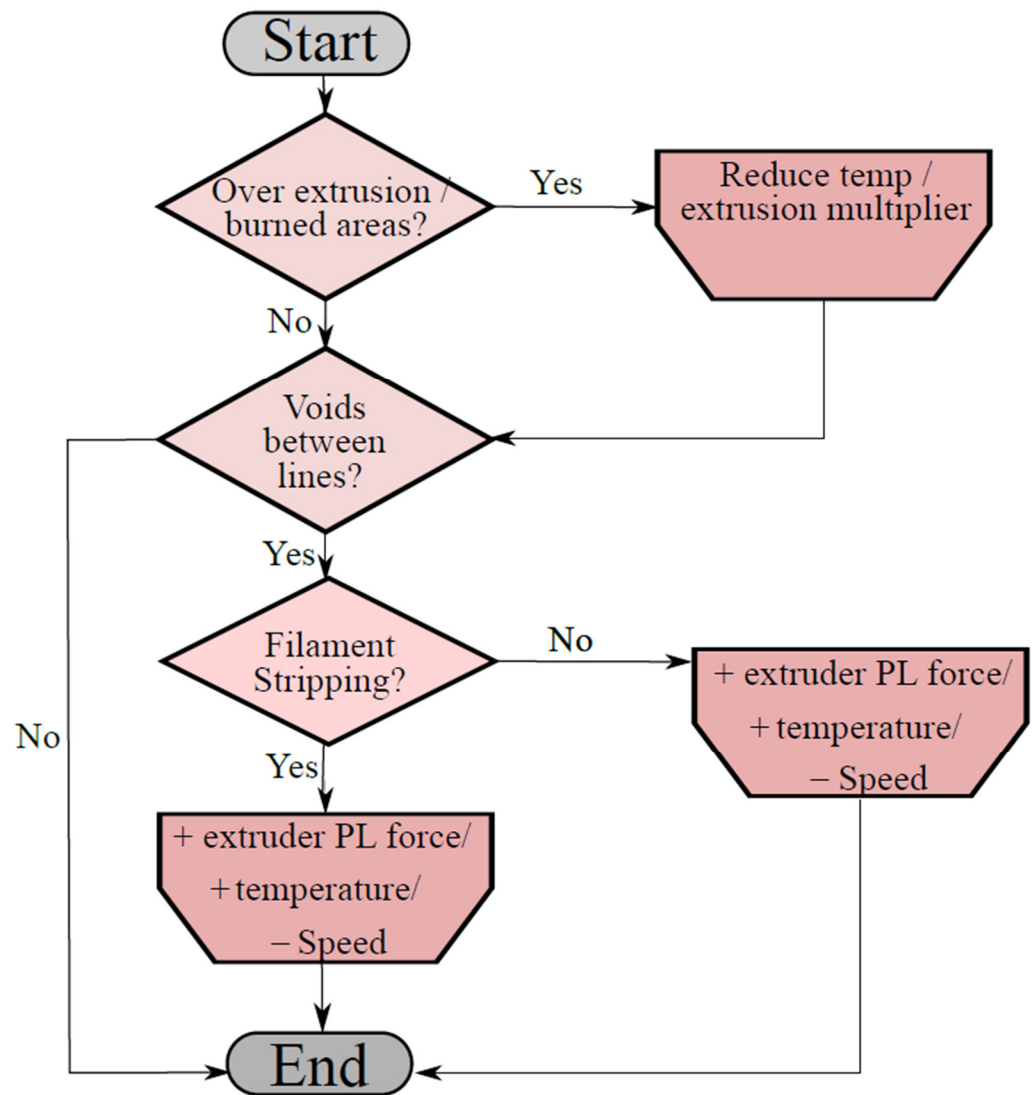 Start
Over extrusion /
burned areas?
Yes
Reduce temp /
extrusion multiplier
No
Voids
between
lines?
Yes
Filament
Stripping?
No
+ extruder PL force/
+ temperature/
– Speed
No
Yes
+ extruder PL force/
+ temperature/
– Speed
End